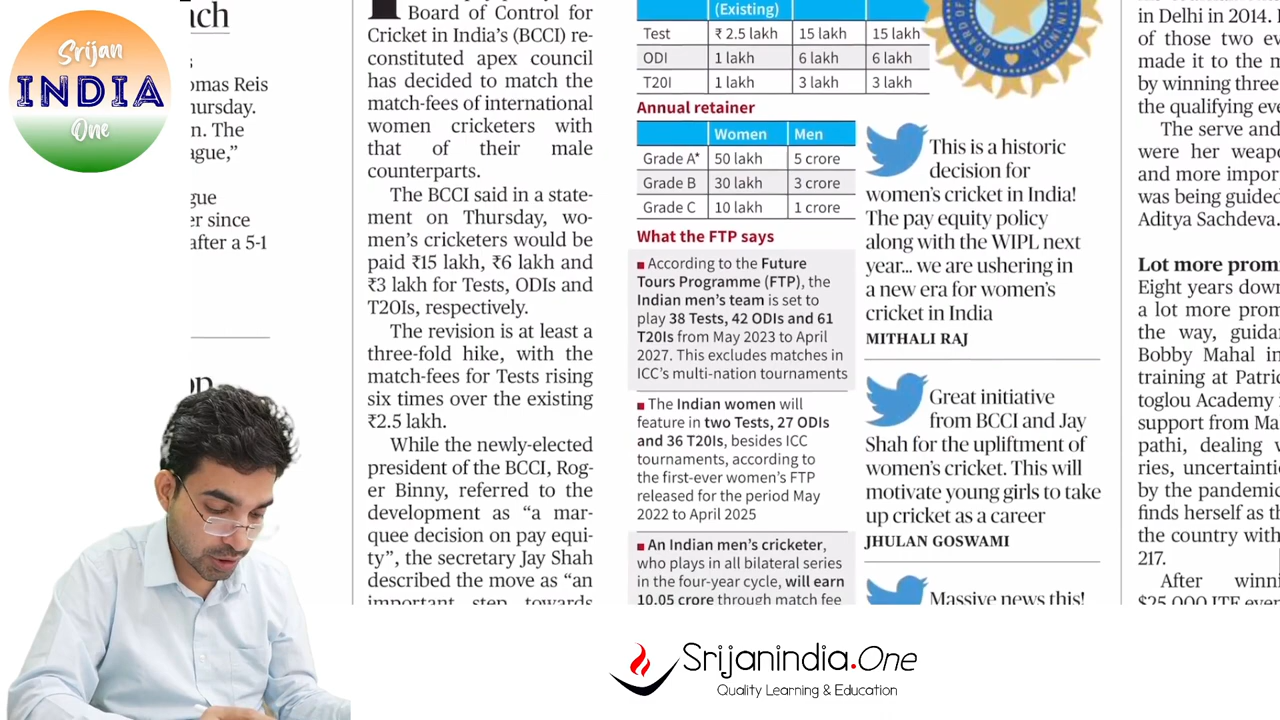 Srijan
INDIA
One
ach
omas Reis
hursday.
n. The
ague,”
gue
er since
after a 5-1
Board of Control for
Cricket in India’s (BCCI) re-
constituted apex council
has decided to match the
match-fees of international
women cricketers with
that of their male
counterparts.
The BCCI said in a state-
ment on Thursday, wo-
men’s cricketers would be
paid ₹15 lakh, ₹6 lakh and
₹3 lakh for Tests, ODIs and
T20Is, respectively.
The revision is at least a
three-fold hike, with the
match-fees for Tests rising
six times over the existing
₹2.5 lakh.
While the newly-elected
president of the BCCI, Rog-
er Binny, referred to the
development as “a mar-
quee decision on pay equi-
ty”, the secretary Jay Shah
described the move as “an
important step towards
(Existing)
Test ₹ 2.5 lakh 15 lakh 15 lakh
ODI 1 lakh 6 lakh 6 lakh
T20I 1 lakh 3 lakh 3 lakh
Annual retainer
Women Men
Grade A* 50 lakh 5 crore
Grade B 30 lakh 3 crore
Grade C 10 lakh 1 crore
What the FTP says
■ According to the Future
Tours Programme (FTP), the
Indian men’s team is set to
play 38 Tests, 42 ODIs and 61
T20Is from May 2023 to April
2027. This excludes matches in
ICC’s multi-nation tournaments
■ The Indian women will
feature in two Tests, 27 ODIs
and 36 T20Is, besides ICC
tournaments, according to
the first-ever women’s FTP
released for the period May
2022 to April 2025
■ An Indian men’s cricketer,
who plays in all bilateral series
in the four-year cycle, will earn
10.05 crore through match fee
This is a historic
decision for
women’s cricket in India!
The pay equity policy
along with the WIPL next
year... we are ushering in
a new era for women’s
cricket in India
MITHALI RAJ
Great initiative
from BCCI and Jay
Shah for the upliftment of
women’s cricket. This will
motivate young girls to take
up cricket as a career
JHULAN GOSWAMI
Massive news this!
in Delhi in 2014.
of those two ev
made it to the m
by winning three
the qualifying eve
The serve and
were her weapo
and more impor
was being guided
Aditya Sachdeva.
Lot more promi
Eight years down
a lot more prom
the way, guida
Bobby Mahal in
training at Patric
toglou Academy
support from Ma
pathi, dealing w
ries, uncertainti
by the pandemic
finds herself as th
the country with
217.
After winni
$25,000 ITF even
Srijanindia.One
Quality Learning & Education